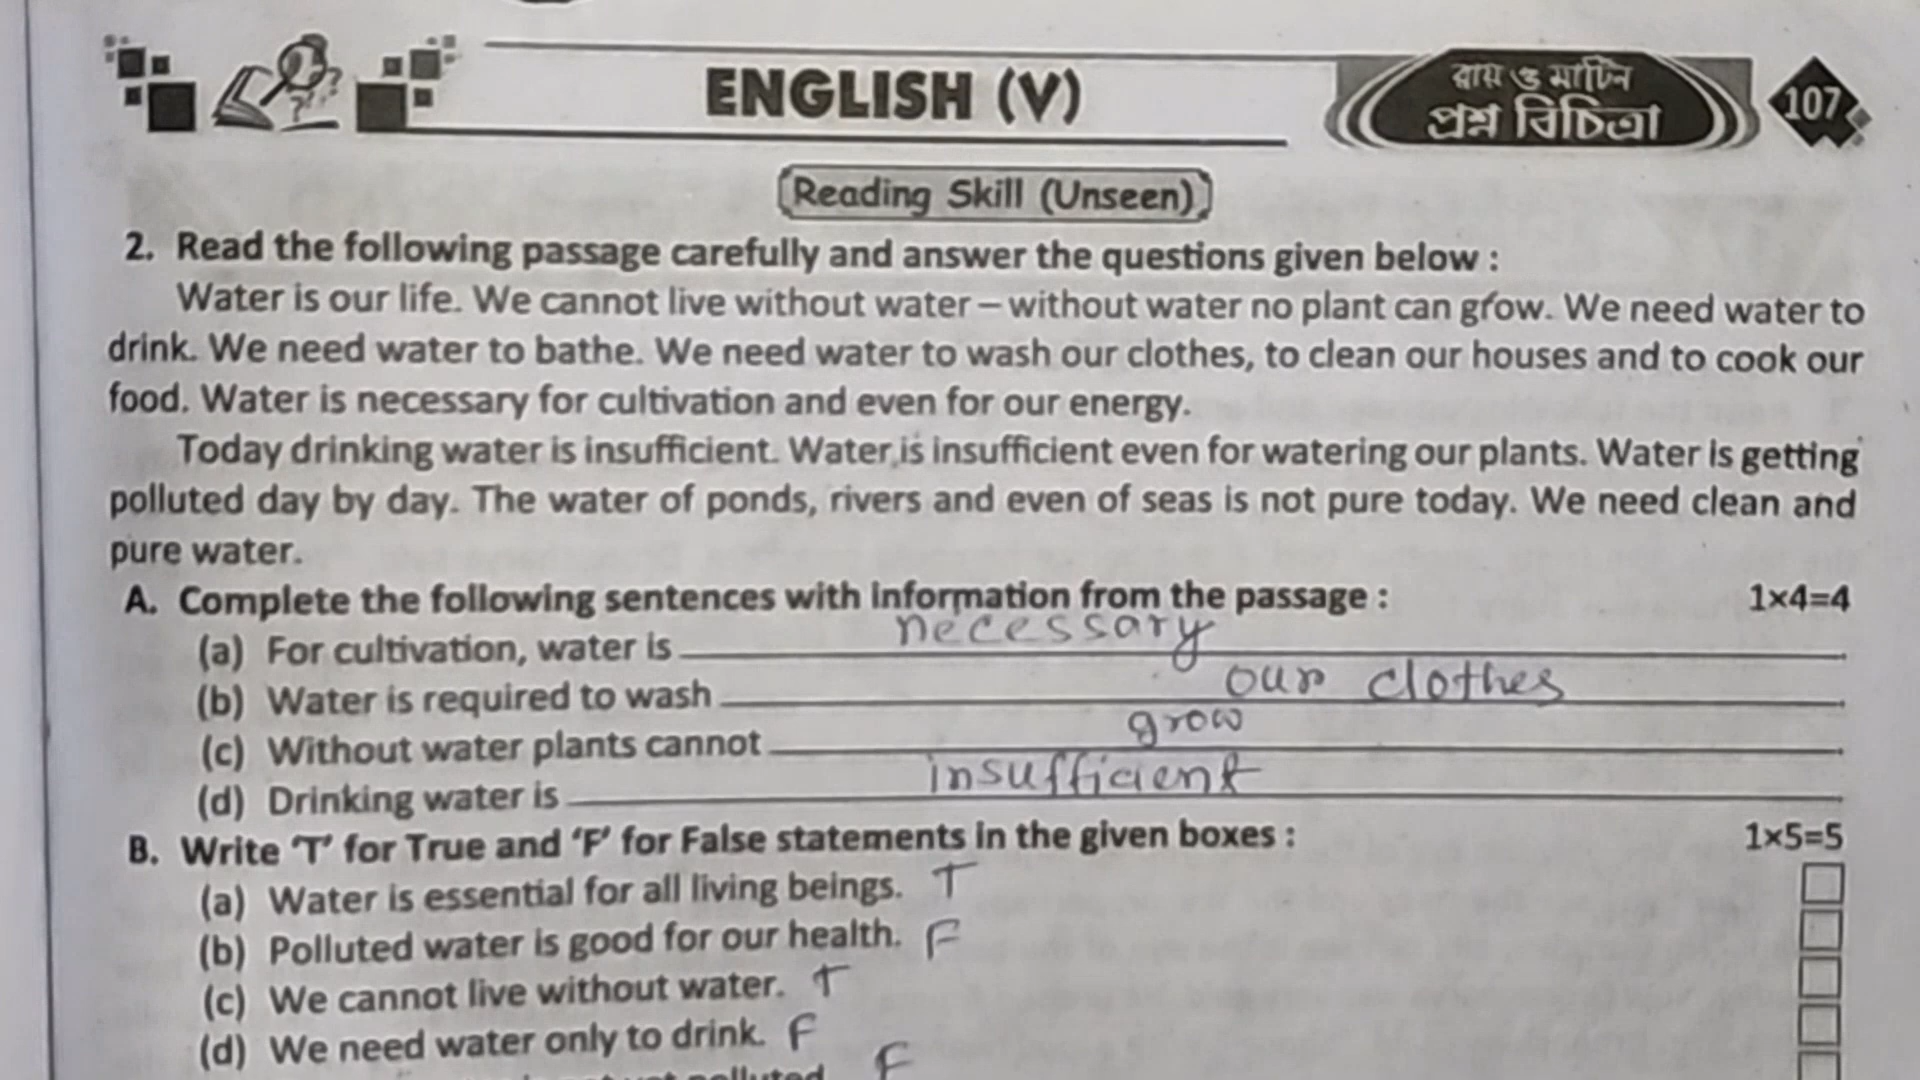 ENGLISH (V)
রায় ও মার্টিন
প্রশ্ন বিচিত্রা
107
Reading Skill (Unseen)
2. Read the following passage carefully and answer the questions given below :
Water is our life. We cannot live without water – without water no plant can grow. We need water to
drink. We need water to bathe. We need water to wash our clothes, to clean our houses and to cook our
food. Water is necessary for cultivation and even for our energy.
Today drinking water is insufficient. Water is insufficient even for watering our plants. Water is getting
polluted day by day. The water of ponds, rivers and even of seas is not pure today. We need clean and
pure water.
A. Complete the following sentences with information from the passage : 1×4=4
(a) For cultivation, water is necessary
(b) Water is required to wash our clothes
(c) Without water plants cannot grow
(d) Drinking water is insufficient
B. Write 'T' for True and 'F' for False statements in the given boxes : 1×5=5
(a) Water is essential for all living beings. T
(b) Polluted water is good for our health. F
(c) We cannot live without water. T
(d) We need water only to drink. F
polluted F